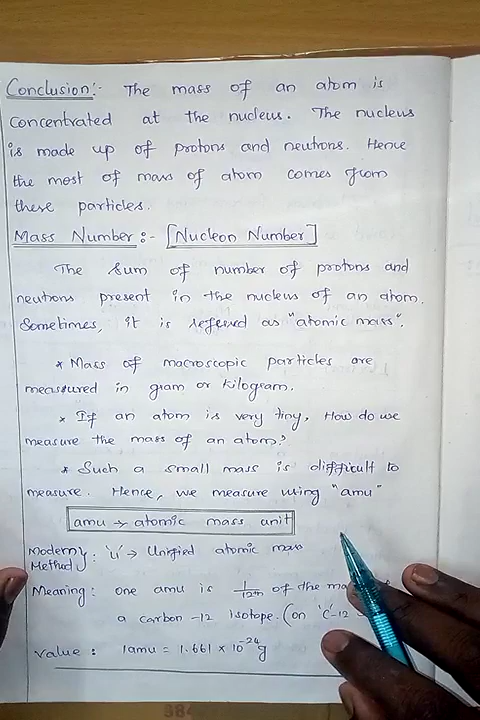 Conclusion:- The mass of an atom is
concentrated at the nucleus. The nucleus
is made up of protons and neutrons. Hence
the most of mass of atom comes from
these particles.
Mass Number:- [Nucleon Number]
The sum of number of protons and
neutrons present in the nucleus of an atom.
Sometimes, it is refered as "atomic mass".
* Mass of macroscopic particles are
measured in gram or kilogram.
* If an atom is very tiny, How do we
measure the mass of an atom?
* Such a small mass is difficult to
measure. Hence, we measure using "amu"
amu → atomic mass unit
Modern Method}: 'u' → Unified atomic mass
Meaning: one amu is 1/12th of the
a carbon-12 isotope. (on 'C'-12
Value: 1amu = 1.661 × 10⁻²⁴g